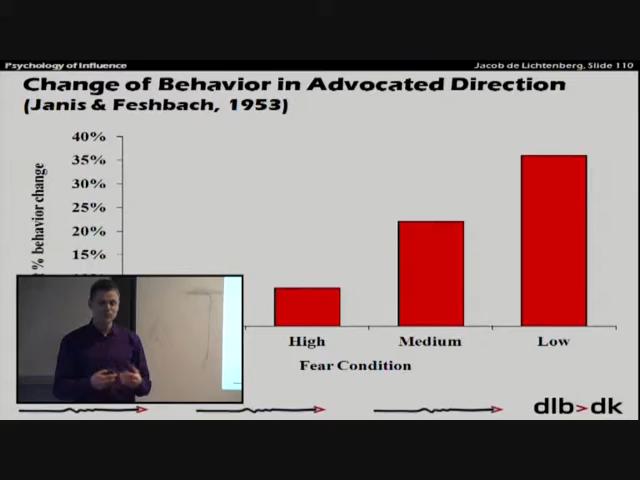 Psychology of Influence
Jacob de Lichtenberg, Slide 110
Change of Behavior in Advocated Direction
(Janis & Feshbach, 1953)
40%
35%
30%
25%
20%
15%
% behavior change
High
Medium
Low
Fear Condition
dlb>dk